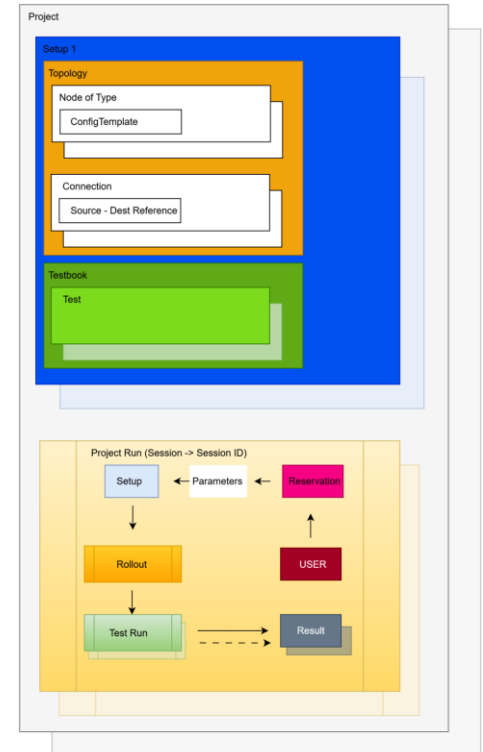 Project
Setup 1
Topology
Node of Type
ConfigTemplate
Connection
Source - Dest Reference
Testbook
Test
Project Run (Session -> Session ID)
Setup
Parameters
Reservation
Rollout
USER
Test Run
Result